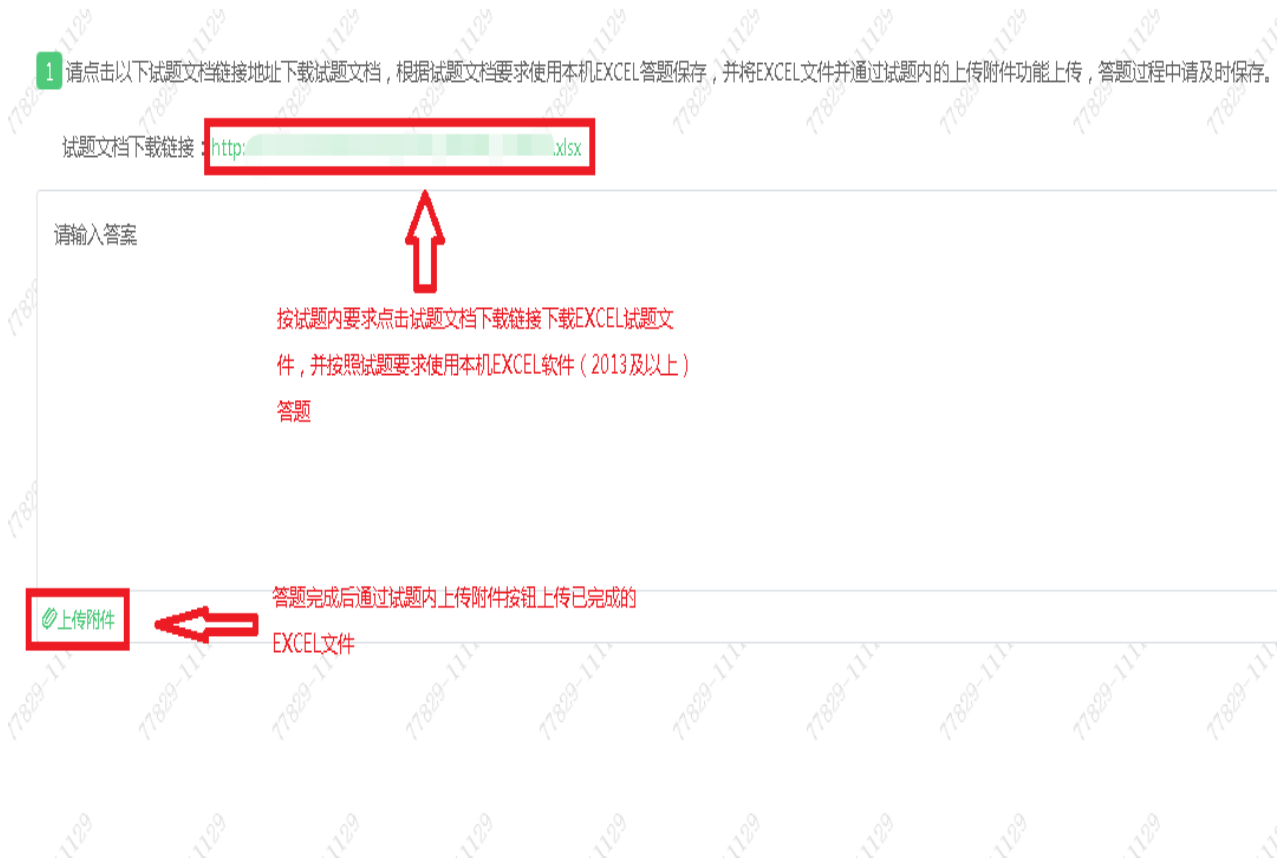 1 请点击以下试题文档链接地址下载试题文档，根据试题文档要求使用本机EXCEL答题保存，并将EXCEL文件并通过试题内的上传附件功能上传，答题过程中请及时保存。
试题文档下载链接：http: .xlsx
请输入答案
按试题内要求点击试题文档下载链接下载EXCEL试题文
件，并按照试题要求使用本机EXCEL软件（2013及以上）
答题
答题完成后通过试题内上传附件按钮上传已完成的
上传附件
EXCEL文件
77829-11129